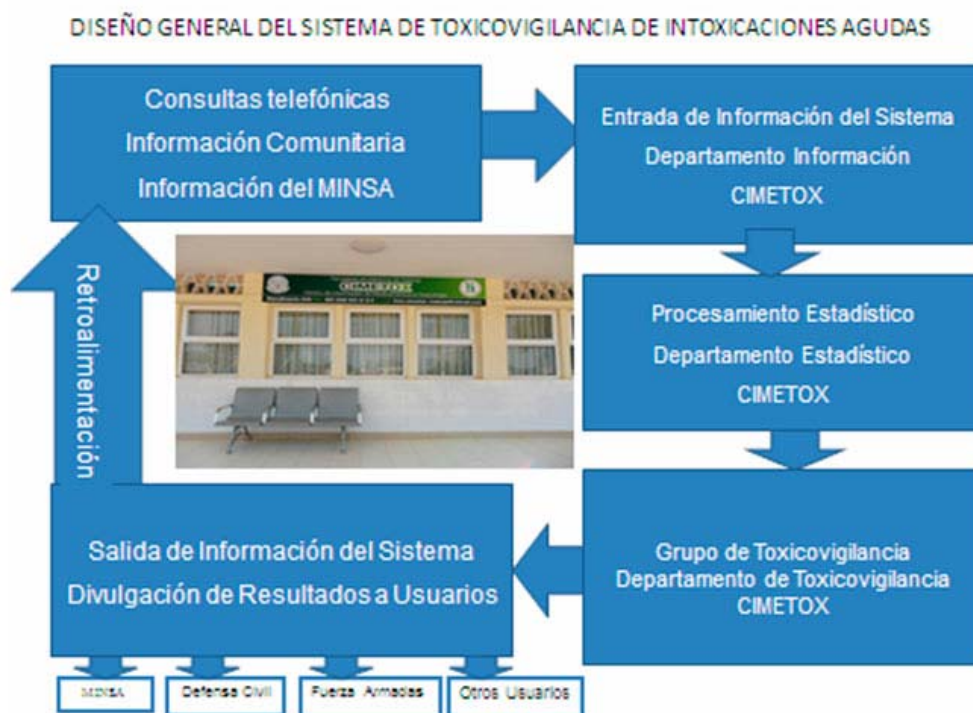 DISEÑO GENERAL DEL SISTEMA DE TOXICOVIGILANCIA DE INTOXICACIONES AGUDAS
Consultas telefónicas
Información Comunitaria
Información del MINSA
Entrada de Información del Sistema
Departamento Información
CIMETOX
Procesamiento Estadístico
Departamento Estadístico
CIMETOX
Grupo de Toxicovigilancia
Departamento de Toxicovigilancia
CIMETOX
Salida de Información del Sistema
Divulgación de Resultados a Usuarios
Retroalimentación
CIMETOX
MINSA
Defensa Civil
Fuerza Armadas
Otros Usuarios